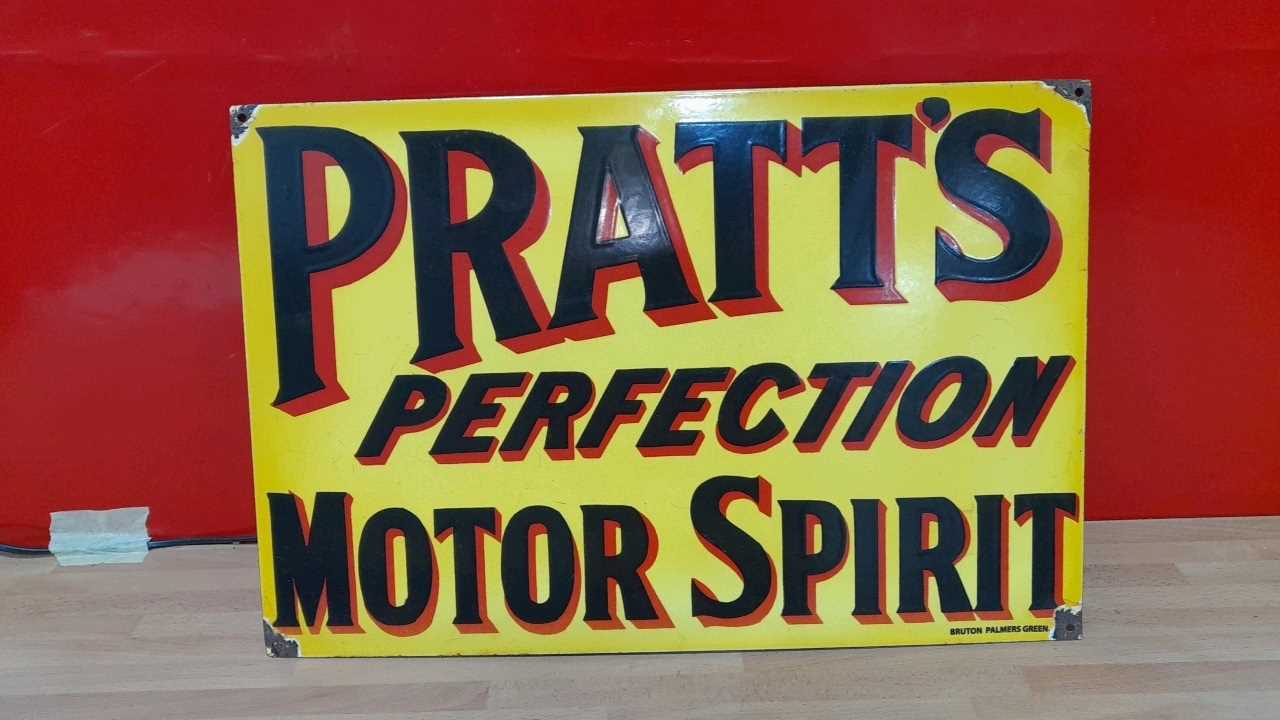 PRATT'S
PERFECTION
MOTOR SPIRIT
BRUTON PALMERS GREEN.